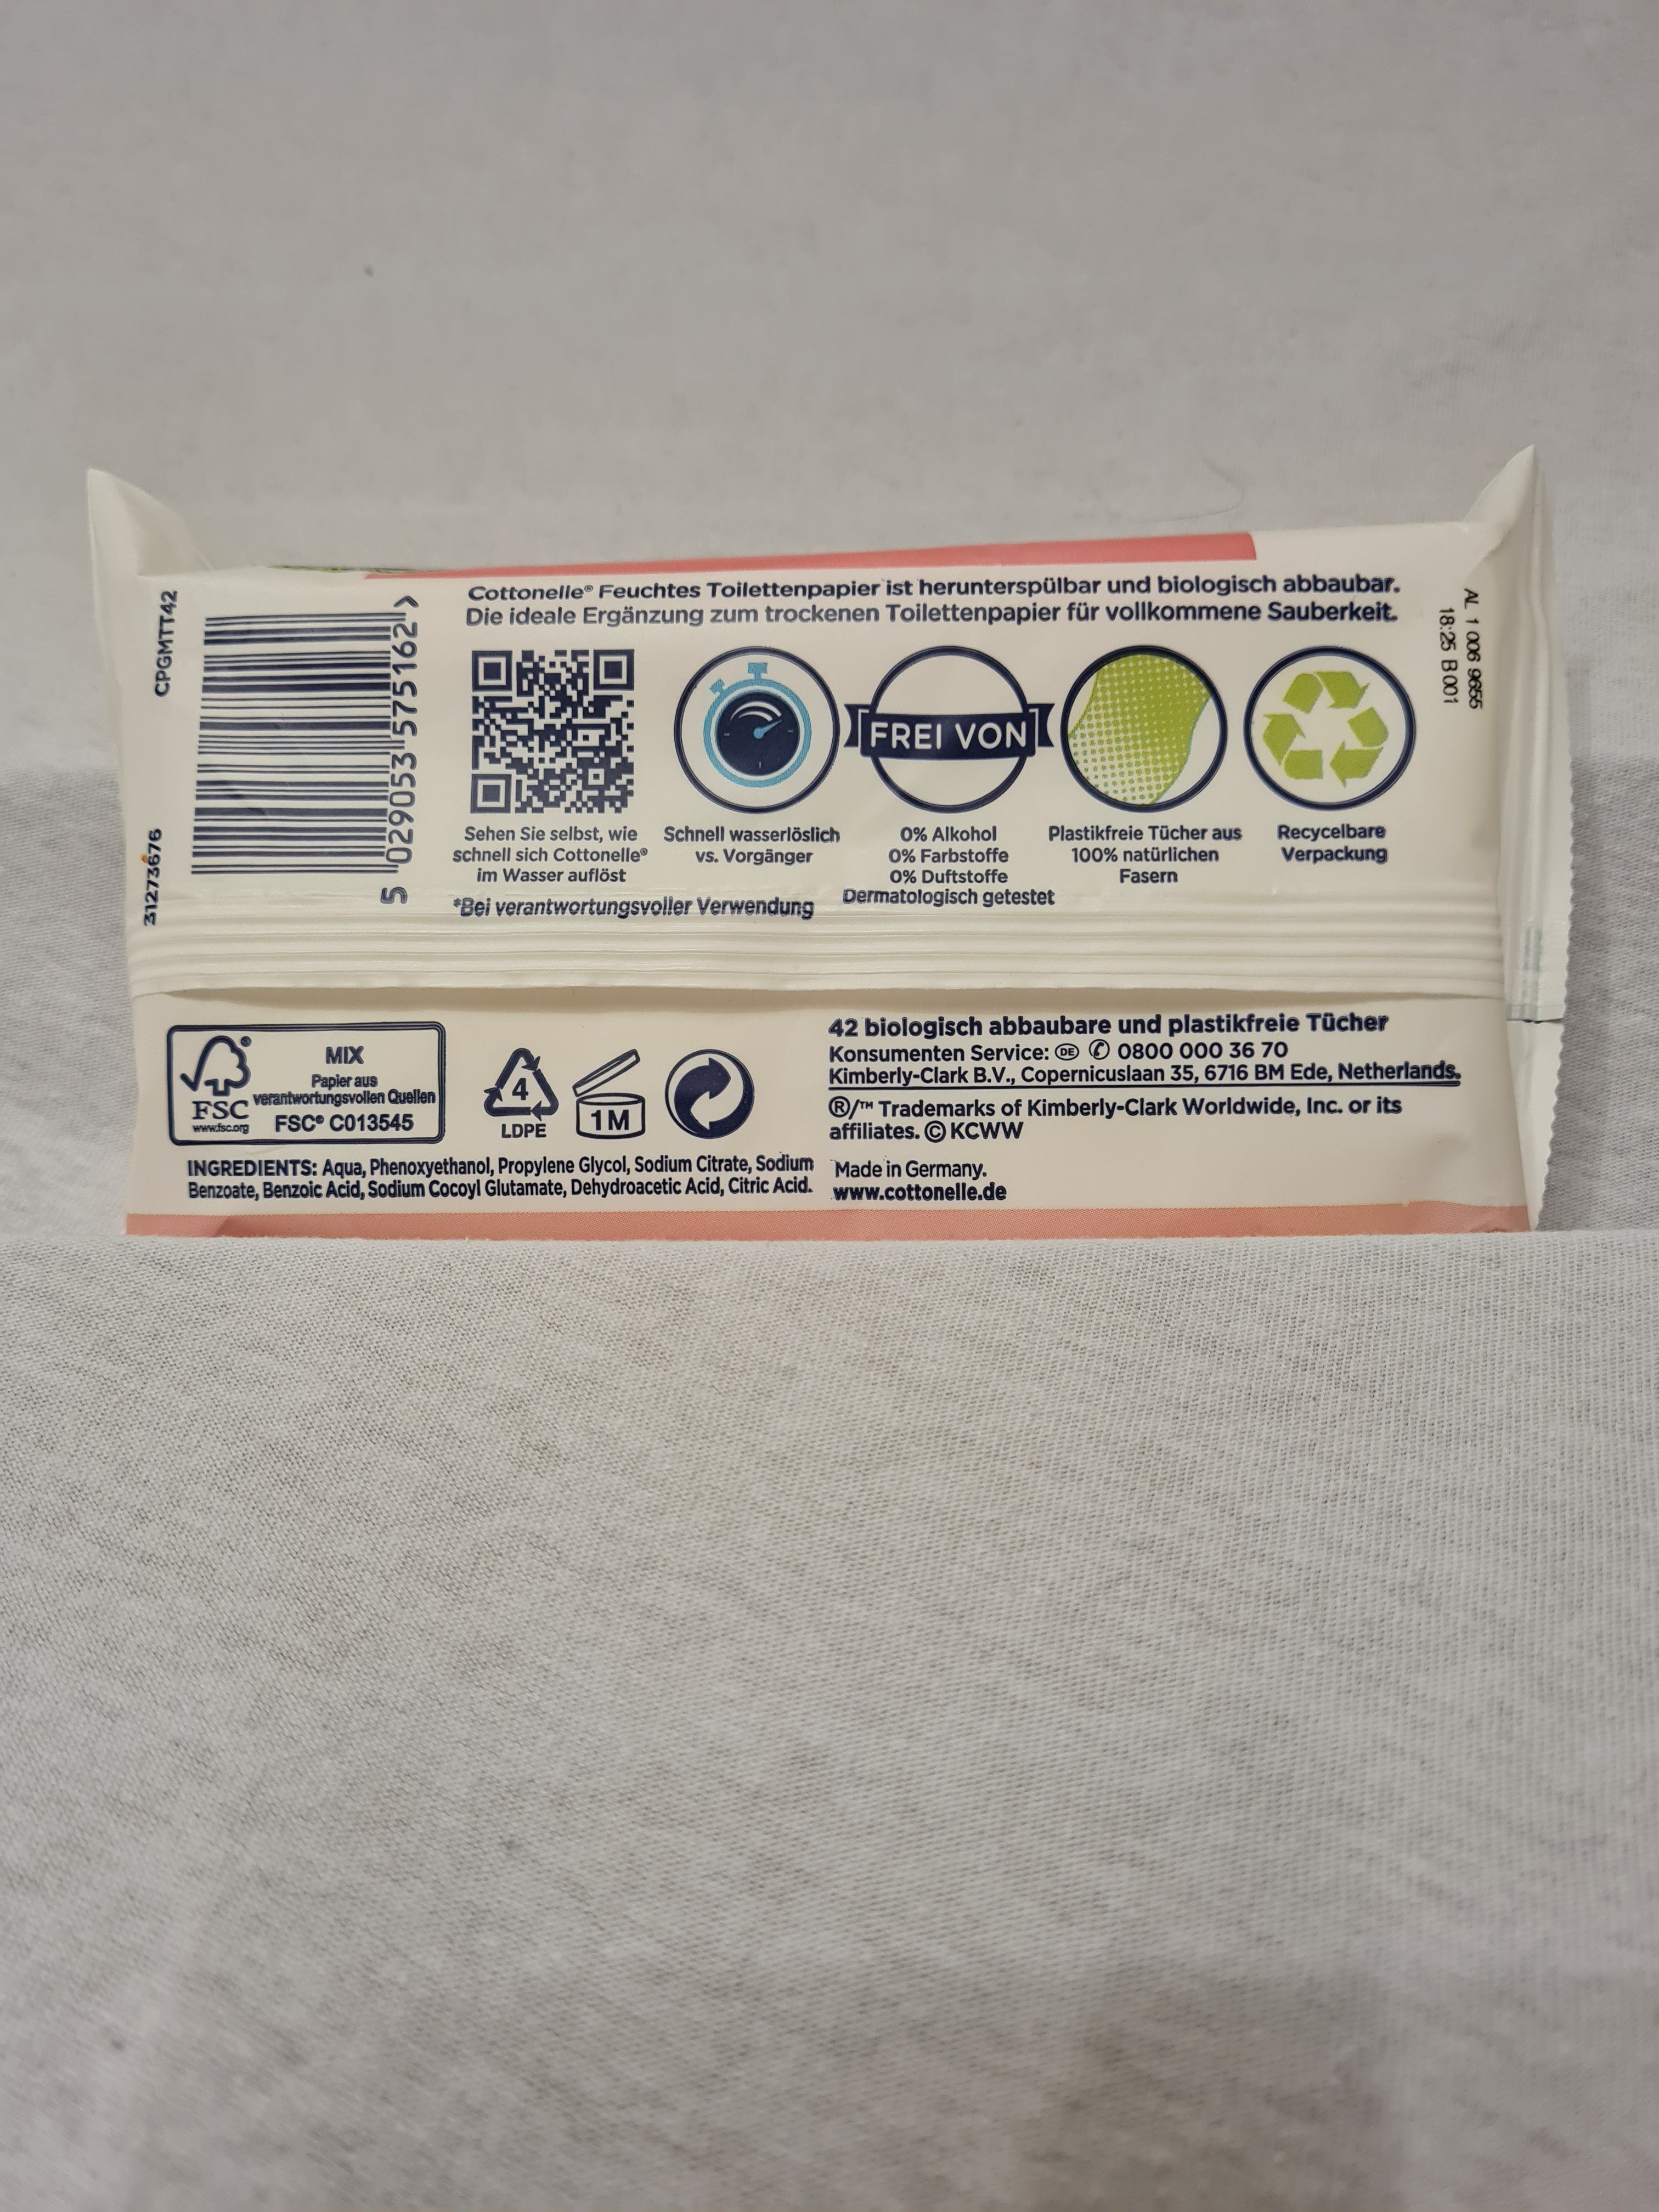 Cottonelle® Feuchtes Toilettenpapier ist herunterspülbar und biologisch abbaubar.
Die ideale Ergänzung zum trockenen Toilettenpapier für vollkommene Sauberkeit.
CPGMTT42
31273676
5 029053 575162 >
Sehen Sie selbst, wie
schnell sich Cottonelle®
im Wasser auflöst
*Bei verantwortungsvoller Verwendung
Schnell wasserlöslich
vs. Vorgänger
FREI VON
0% Alkohol
0% Farbstoffe
0% Duftstoffe
Dermatologisch getestet
Plastikfreie Tücher aus
100% natürlichen
Fasern
Recycelbare
Verpackung
AL 1 006 9655
18:25 B001
FSC
®
www.fsc.org
MIX
Papier aus
verantwortungsvollen Quellen
FSC® C013545
4
LDPE
1M
INGREDIENTS: Aqua, Phenoxyethanol, Propylene Glycol, Sodium Citrate, Sodium
Benzoate, Benzoic Acid, Sodium Cocoyl Glutamate, Dehydroacetic Acid, Citric Acid.
42 biologisch abbaubare und plastikfreie Tücher
Konsumenten Service: DE ✆ 0800 000 36 70
Kimberly-Clark B.V., Copernicuslaan 35, 6716 BM Ede, Netherlands.
®/™ Trademarks of Kimberly-Clark Worldwide, Inc. or its
affiliates. © KCWW
Made in Germany.
www.cottonelle.de